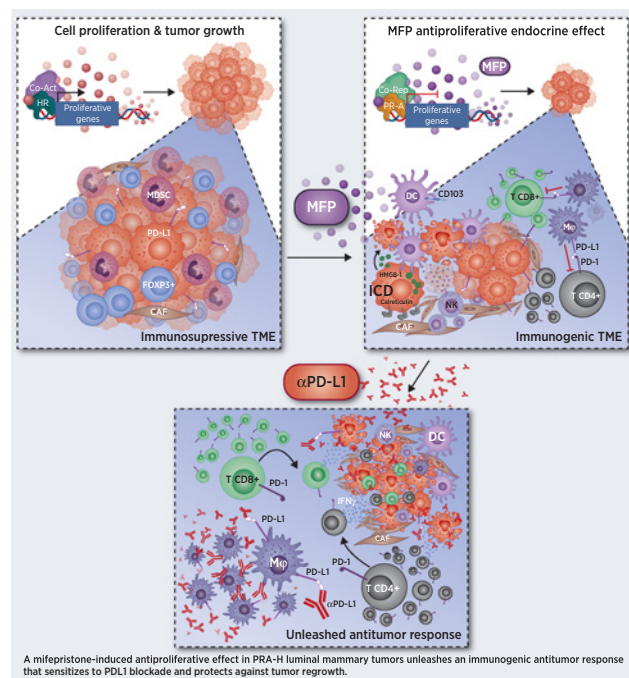 Cell proliferation & tumor growth
Co-Act
HR
Proliferative
genes
MDSC
PD-L1
FOXP3+
CAF
Immunosupressive TME
MFP
MFP antiproliferative endocrine effect
MFP
Co-Rep
PR-A
Proliferative
genes
DC
CD103
T CD8+
Mφ
PD-L1
PD-1
HMGB-1
ICD
Calreticulin
NK
T CD4+
CAF
Immunogenic TME
αPD-L1
T CD8+
PD-1
NK
DC
IFNγ
PD-L1
CAF
Mφ
PD-1
PD-L1
T CD4+
αPD-L1
Unleashed antitumor response
A mifepristone-induced antiproliferative effect in PRA-H luminal mammary tumors unleashes an immunogenic antitumor response
that sensitizes to PDL1 blockade and protects against tumor regrowth.